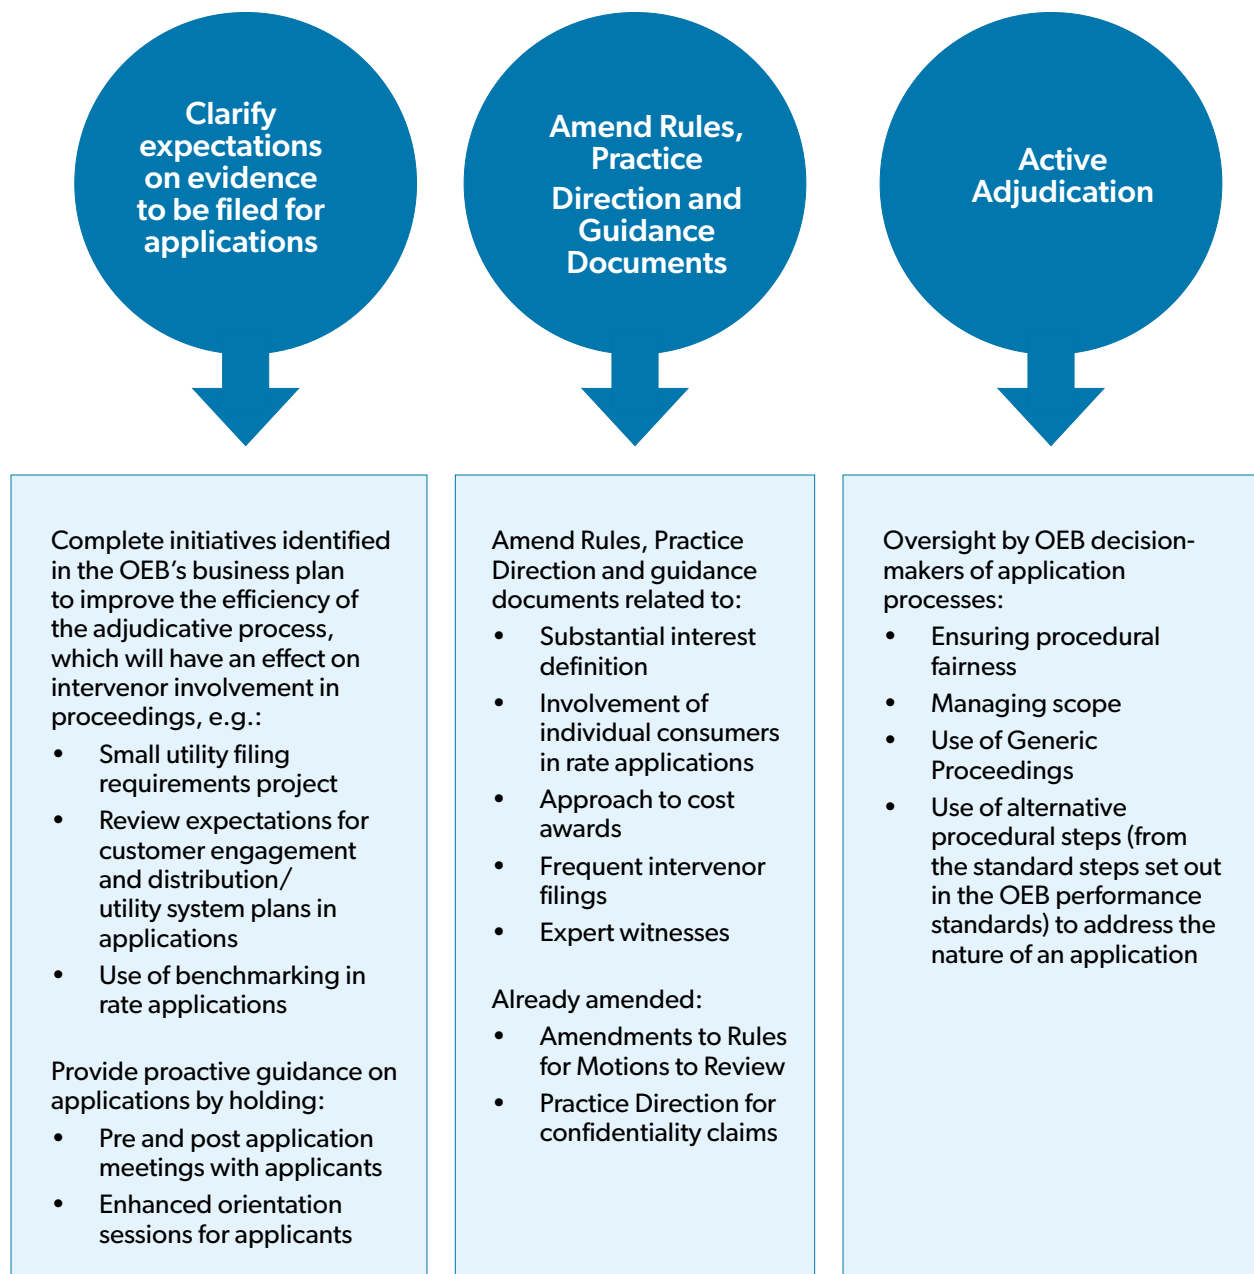 Clarify
expectations
on evidence
to be filed for
applications
Amend Rules,
Practice
Direction and
Guidance
Documents
Active
Adjudication
Complete initiatives identified
in the OEB’s business plan
to improve the efficiency of
the adjudicative process,
which will have an effect on
intervenor involvement in
proceedings, e.g.:
• Small utility filing
requirements project
• Review expectations for
customer engagement
and distribution/
utility system plans in
applications
• Use of benchmarking in
rate applications
Provide proactive guidance on
applications by holding:
• Pre and post application
meetings with applicants
• Enhanced orientation
sessions for applicants
Amend Rules, Practice
Direction and guidance
documents related to:
• Substantial interest
definition
• Involvement of
individual consumers
in rate applications
• Approach to cost
awards
• Frequent intervenor
filings
• Expert witnesses
Already amended:
• Amendments to Rules
for Motions to Review
• Practice Direction for
confidentiality claims
Oversight by OEB decision-
makers of application
processes:
• Ensuring procedural
fairness
• Managing scope
• Use of Generic
Proceedings
• Use of alternative
procedural steps (from
the standard steps set out
in the OEB performance
standards) to address the
nature of an application